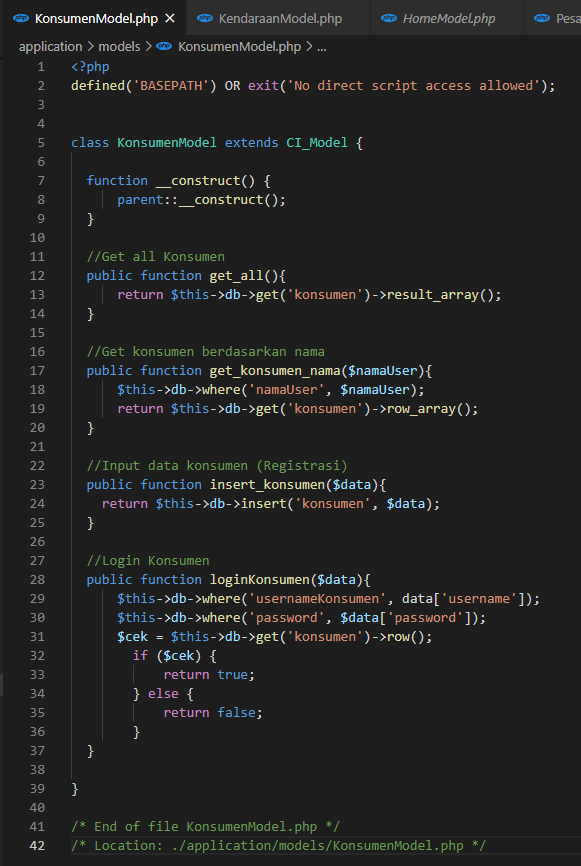 KonsumenModel.php × KendaraanModel.php HomeModel.php Pesa
application > models > KonsumenModel.php > ...
1 <?php
2 defined('BASEPATH') OR exit('No direct script access allowed');
3
4
5 class KonsumenModel extends CI_Model {
6
7 function __construct() {
8 parent::__construct();
9 }
10
11 //Get all Konsumen
12 public function get_all(){
13 return $this->db->get('konsumen')->result_array();
14 }
15
16 //Get konsumen berdasarkan nama
17 public function get_konsumen_nama($namaUser){
18 $this->db->where('namaUser', $namaUser);
19 return $this->db->get('konsumen')->row_array();
20 }
21
22 //Input data konsumen (Registrasi)
23 public function insert_konsumen($data){
24 return $this->db->insert('konsumen', $data);
25 }
26
27 //Login Konsumen
28 public function loginKonsumen($data){
29 $this->db->where('usernameKonsumen', data['username']);
30 $this->db->where('password', $data['password']);
31 $cek = $this->db->get('konsumen')->row();
32 if ($cek) {
33 return true;
34 } else {
35 return false;
36 }
37 }
38
39 }
40
41 /* End of file KonsumenModel.php */
42 /* Location: ./application/models/KonsumenModel.php */